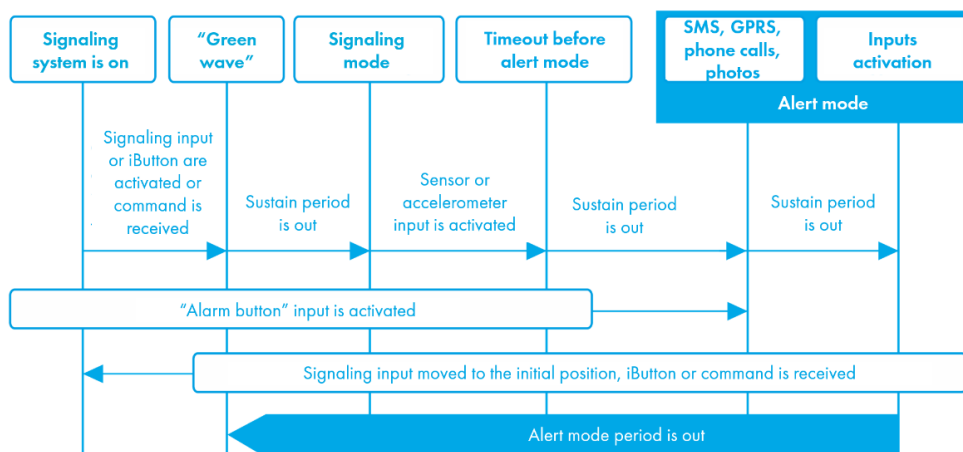 Signaling
system is on
“Green
wave”
Signaling
mode
Timeout before
alert mode
SMS, GPRS,
phone calls,
photos
Inputs
activation
Alert mode
Signaling input
or iButton are
activated or
command is
received
Sustain period
is out
Sensor or
accelerometer
input is activated
Sustain period
is out
Sustain period
is out
“Alarm button” input is activated
Signaling input moved to the initial position, iButton or command is received
Alert mode period is out